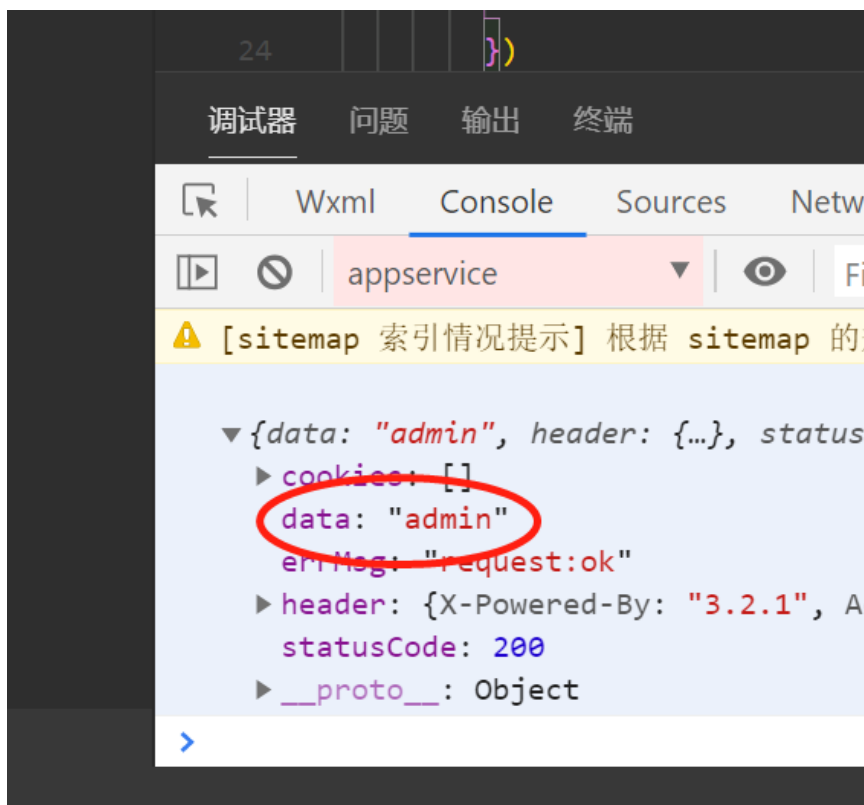 24 })
调试器 问题 输出 终端
Wxml Console Sources Netw
appservice Fi
[sitemap 索引情况提示] 根据 sitemap 的
{data: "admin", header: {…}, status
cookies: []
data: "admin"
errMsg: "request:ok"
header: {X-Powered-By: "3.2.1", A
statusCode: 200
__proto__: Object
>